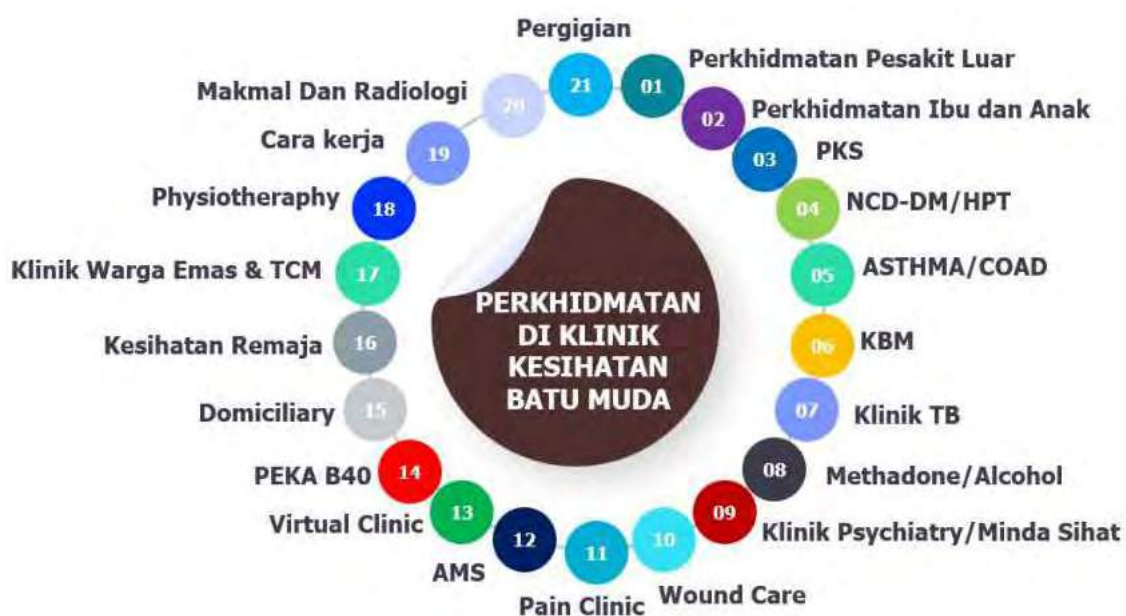 PERKHIDMATAN
DI KLINIK
KESIHATAN
BATU MUDA
01
Perkhidmatan Pesakit Luar
02
Perkhidmatan Ibu dan Anak
03
PKS
04
NCD-DM/HPT
05
ASTHMA/COAD
06
KBM
07
Klinik TB
08
Methadone/Alcohol
09
Klinik Psychiatry/Minda Sihat
10
Wound Care
11
Pain Clinic
12
AMS
13
Virtual Clinic
14
PEKA B40
15
Domiciliary
16
Kesihatan Remaja
17
Klinik Warga Emas & TCM
18
Physiotheraphy
19
Cara kerja
20
Makmal Dan Radiologi
21
Pergigian